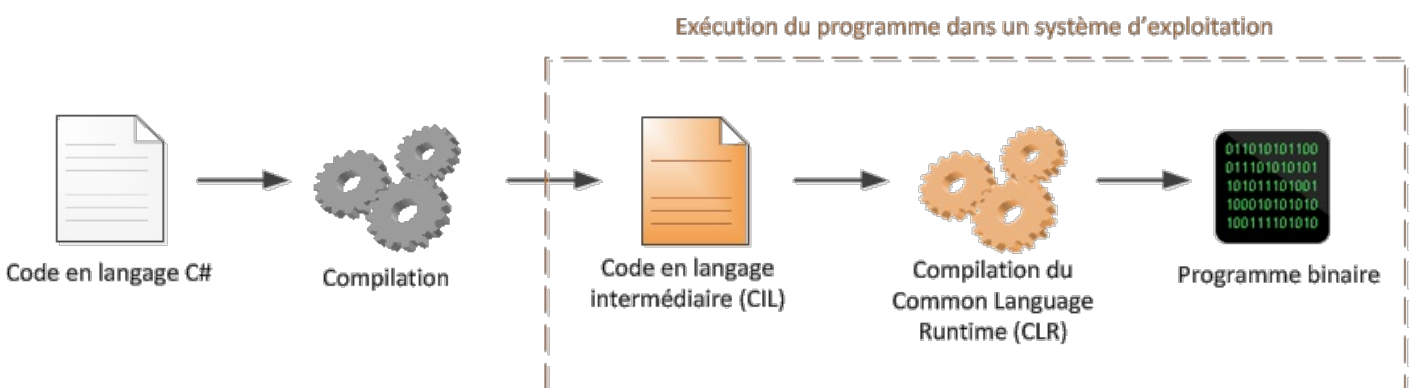 Exécution du programme dans un système d'exploitation
011010101100
011101010101
101011101001
100010101010
100111101010
Code en langage C#
Compilation
Code en langage
intermédiaire (CIL)
Compilation du
Common Language
Runtime (CLR)
Programme binaire